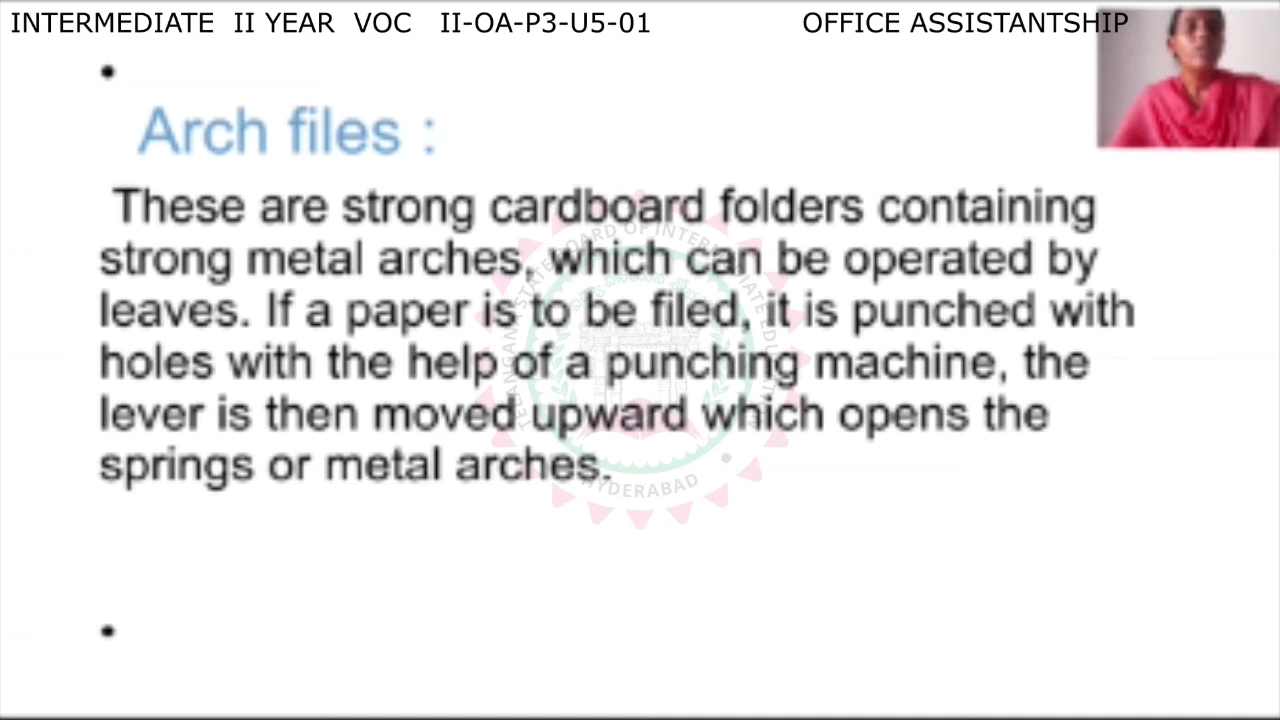 INTERMEDIATE II YEAR VOC II-OA-P3-U5-01 OFFICE ASSISTANTSHIP
Arch files :
These are strong cardboard folders containing
strong metal arches, which can be operated by
leaves. If a paper is to be filed, it is punched with
holes with the help of a punching machine, the
lever is then moved upward which opens the
springs or metal arches.
HYDERABAD